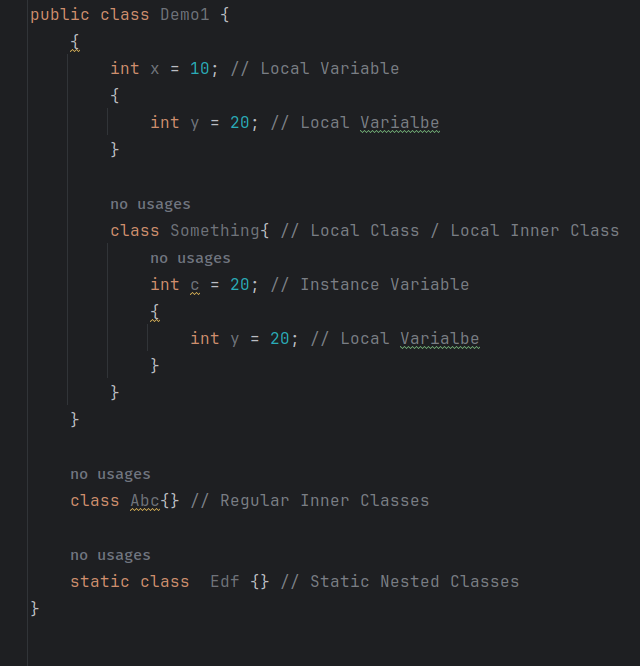 public class Demo1 {
{
int x = 10; // Local Variable
{
int y = 20; // Local Varialbe
}
no usages
class Something{ // Local Class / Local Inner Class
no usages
int c = 20; // Instance Variable
{
int y = 20; // Local Varialbe
}
}
}
no usages
class Abc{} // Regular Inner Classes
no usages
static class  Edf {} // Static Nested Classes
}